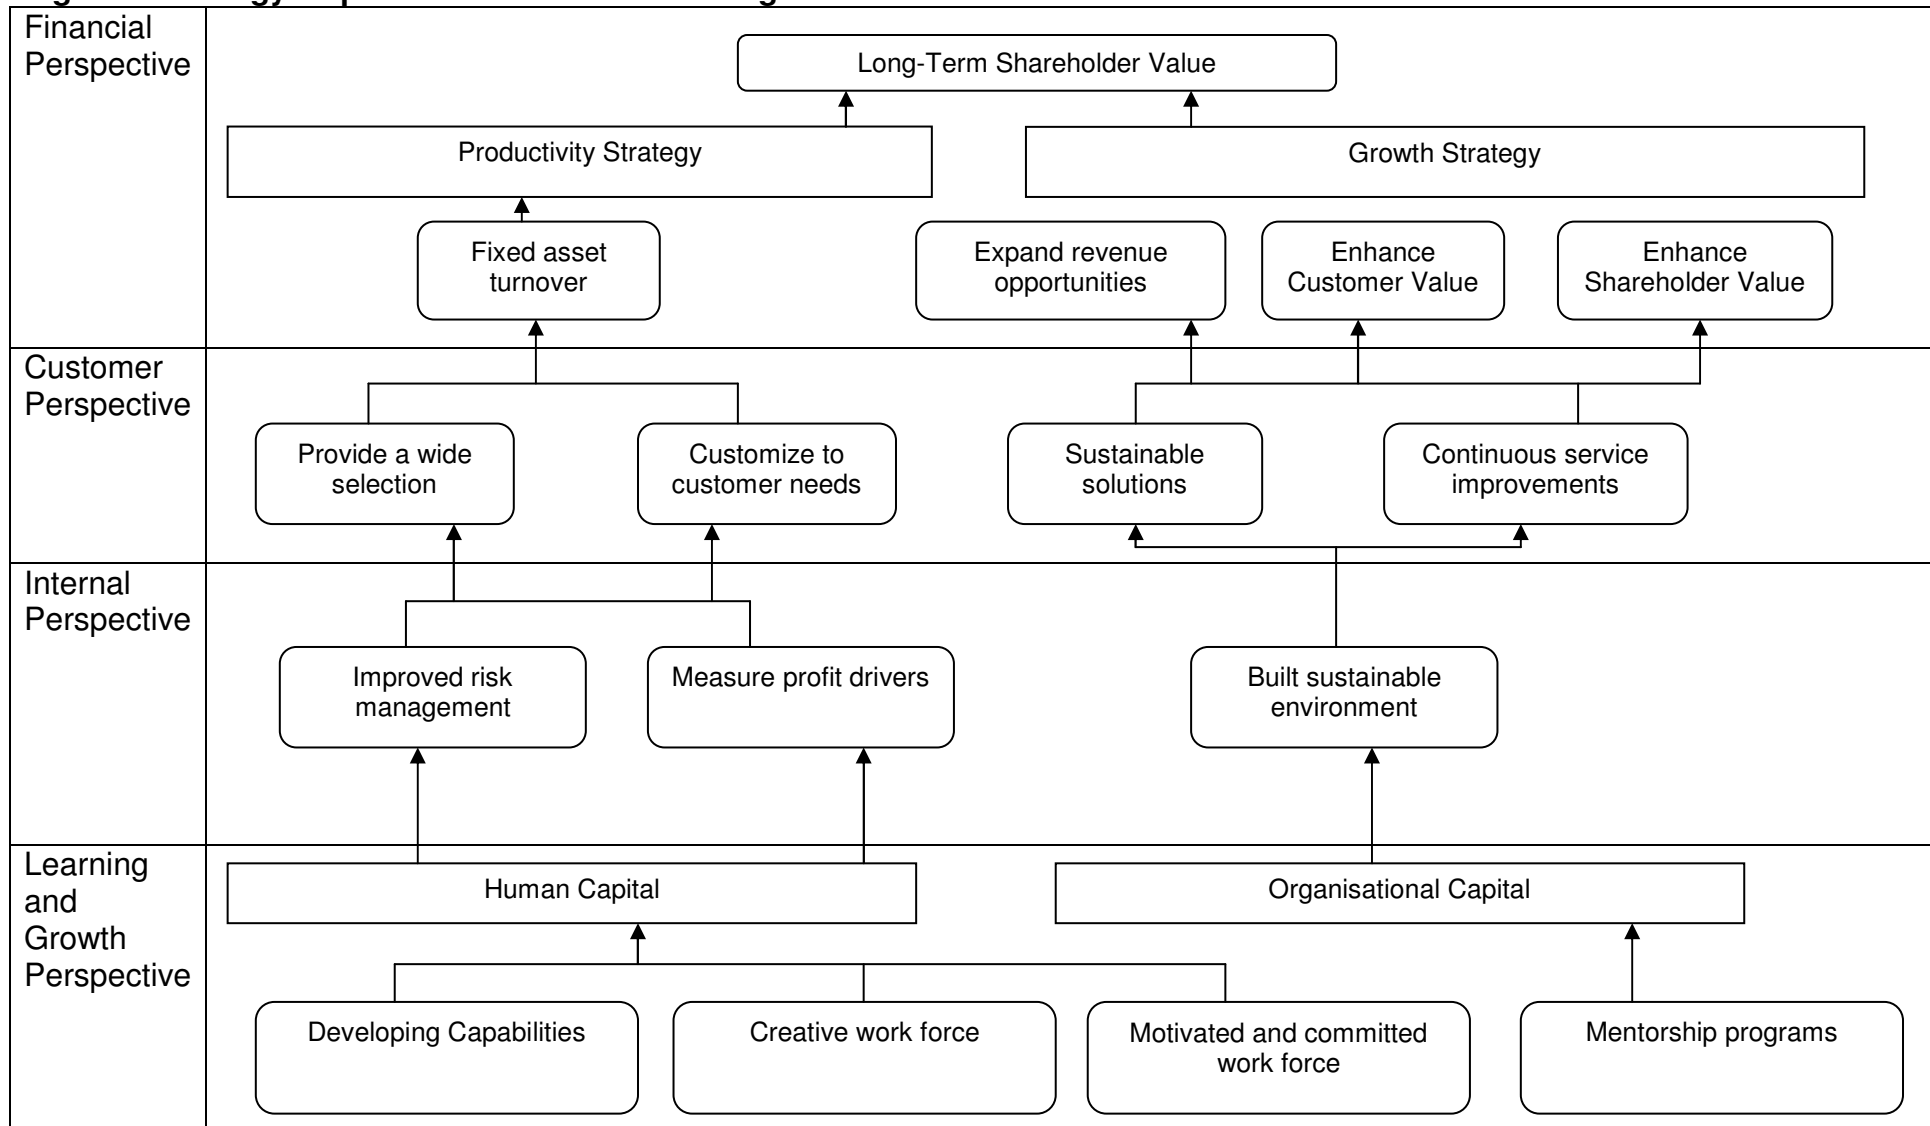 Financial
Perspective
Long-Term Shareholder Value
Productivity Strategy
Growth Strategy
Fixed asset
turnover
Expand revenue
opportunities
Enhance
Customer Value
Enhance
Shareholder Value
Customer
Perspective
Provide a wide
selection
Customize to
customer needs
Sustainable
solutions
Continuous service
improvements
Internal
Perspective
Improved risk
management
Measure profit drivers
Built sustainable
environment
Learning
and
Growth
Perspective
Human Capital
Organisational Capital
Developing Capabilities
Creative work force
Motivated and committed
work force
Mentorship programs